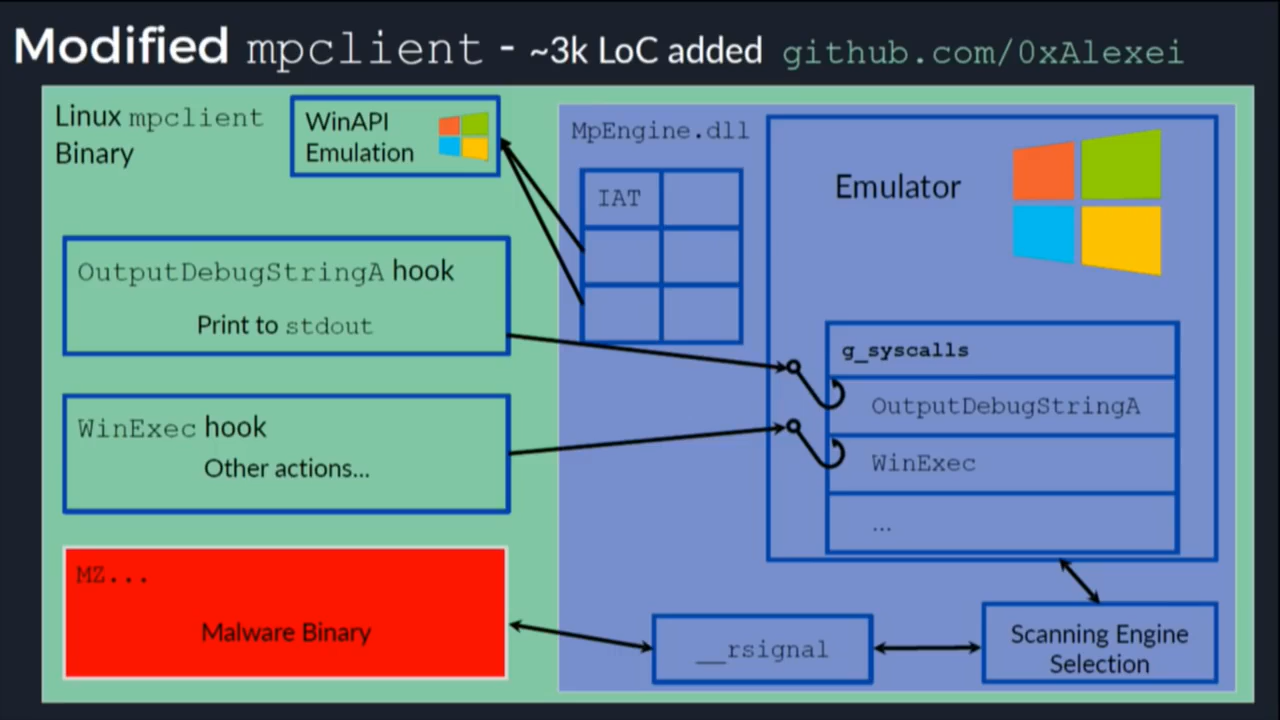 Modified mpclient - ~3k LoC added github.com/0xAlexei
Linux mpclient
Binary
WinAPI
Emulation
MpEngine.dll
IAT
Emulator
OutputDebugStringA hook
Print to stdout
g_syscalls
OutputDebugStringA
WinExec
...
WinExec hook
Other actions...
MZ...
Malware Binary
__rsignal
Scanning Engine
Selection